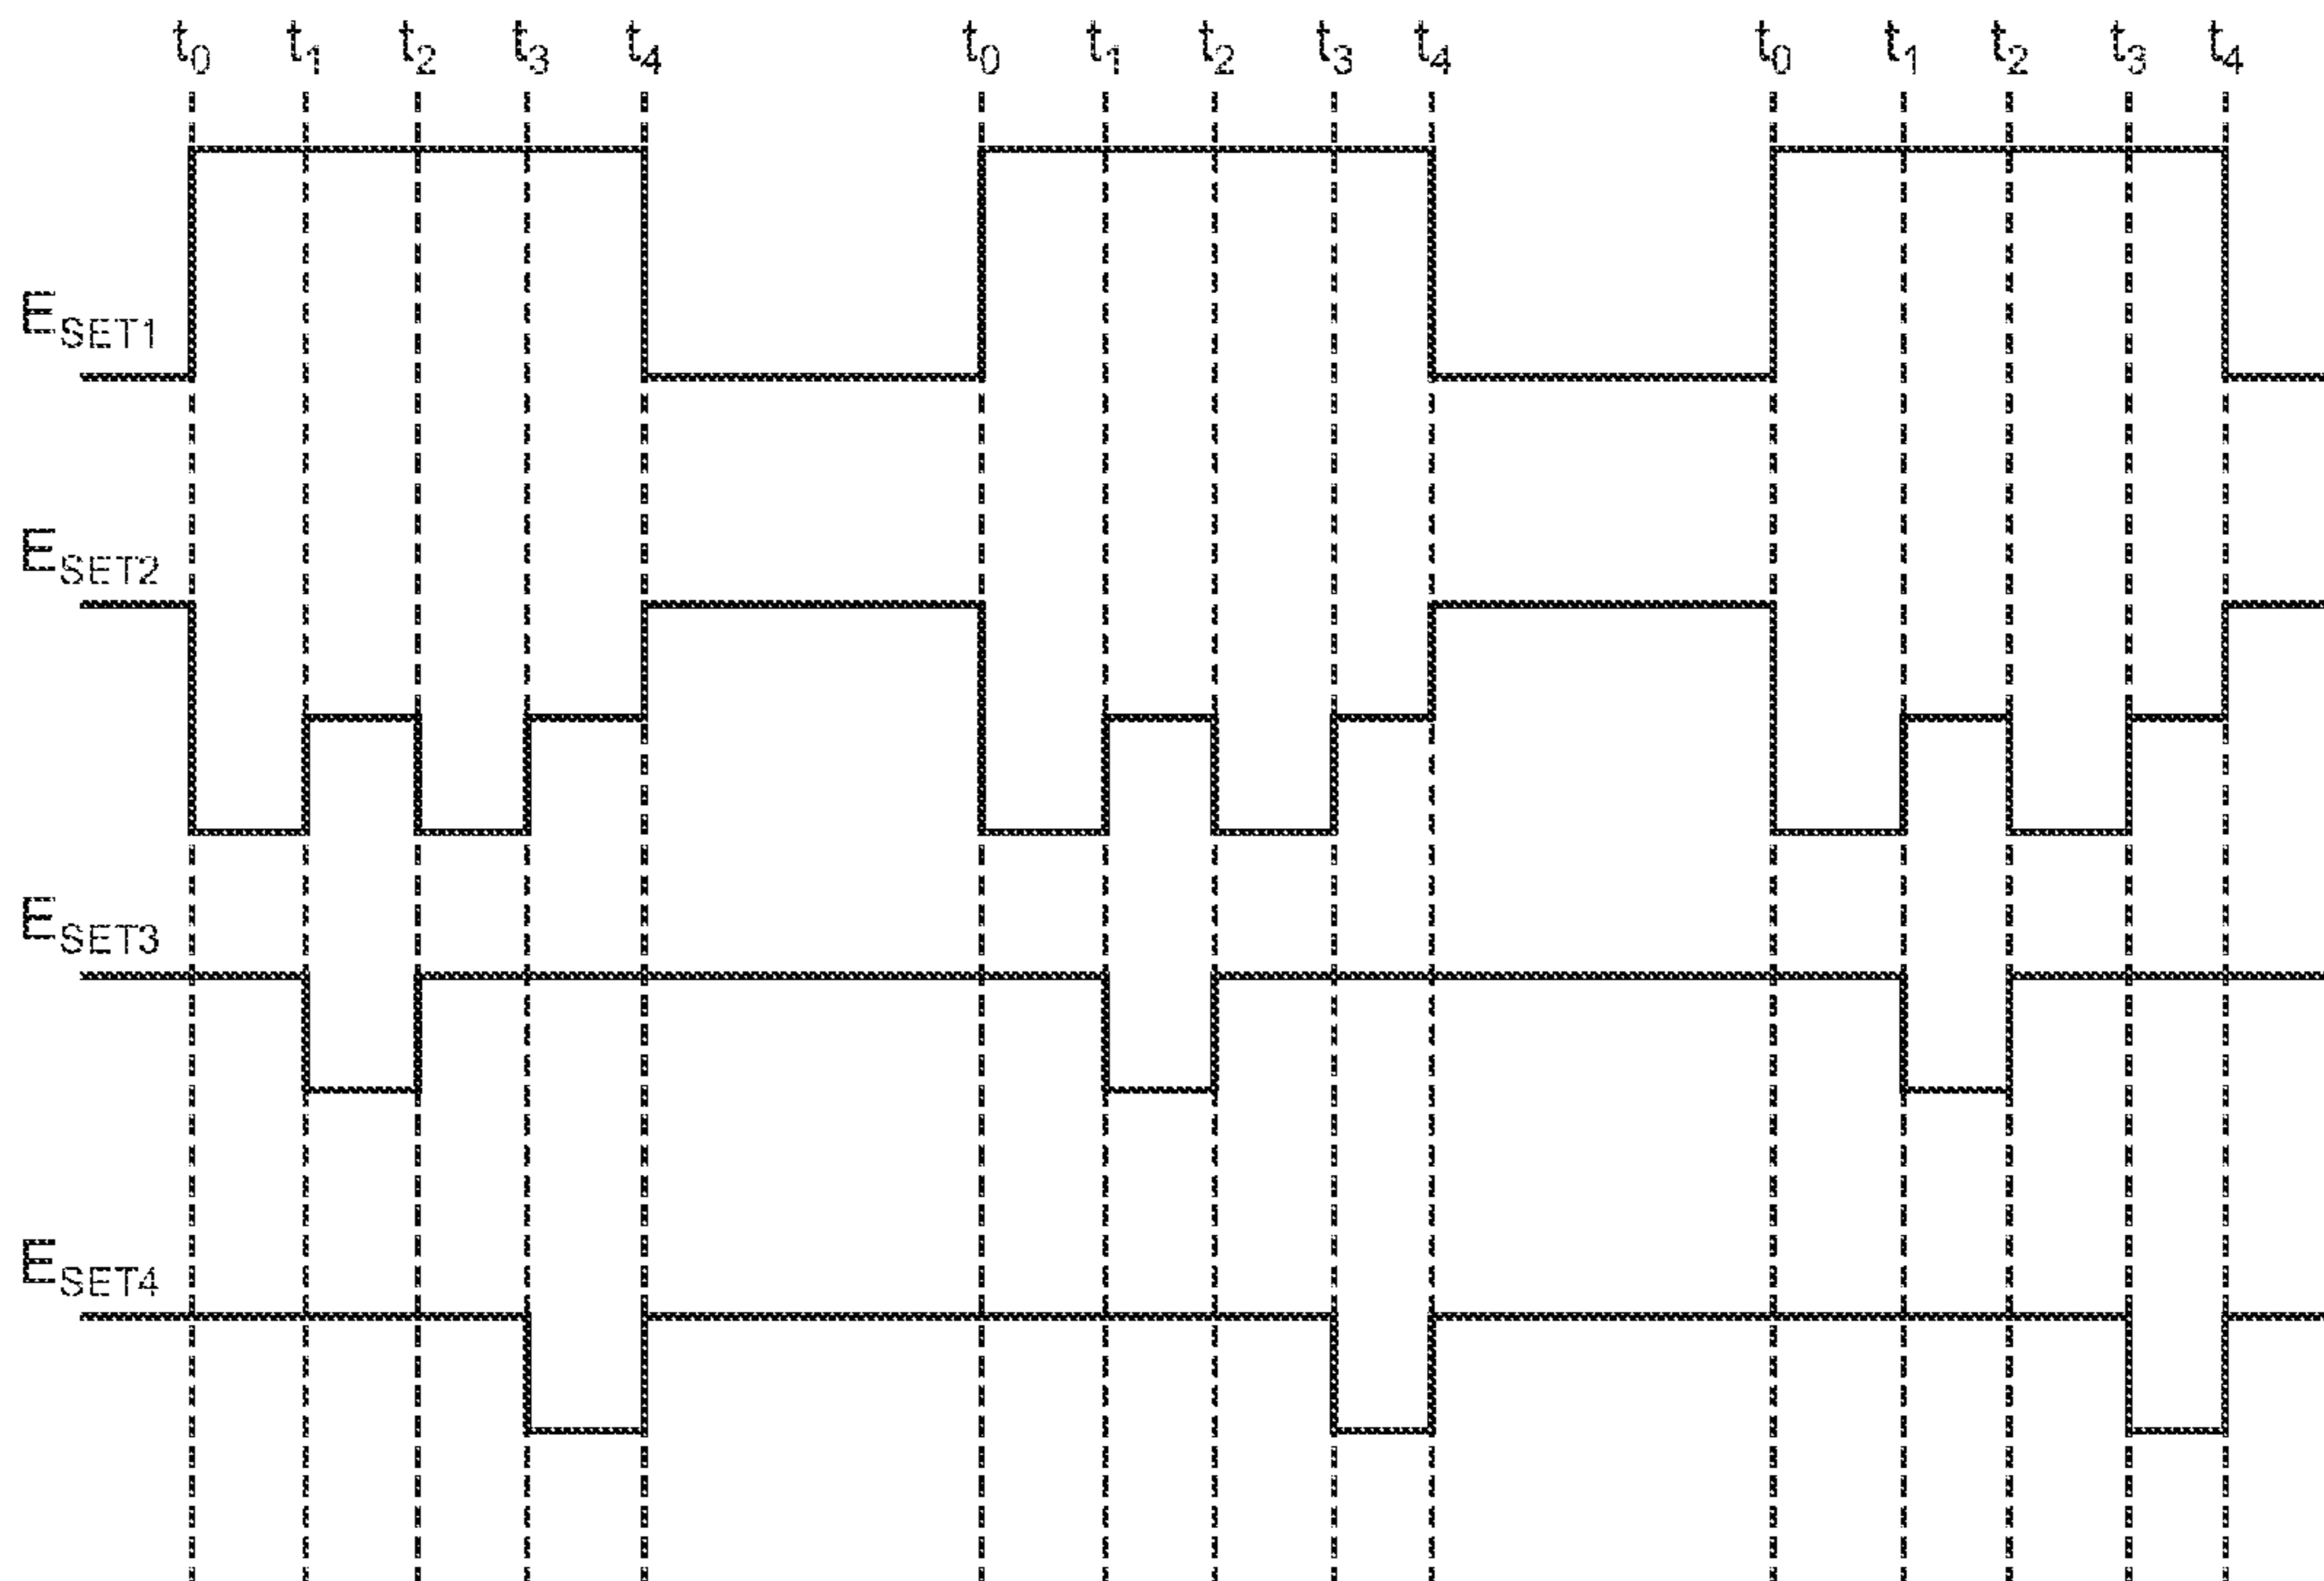 t0 t1 t2 t3 t4 t0 t1 t2 t3 t4 t0 t1 t2 t3 t4
ESET1
ESET2
ESET3
ESET4